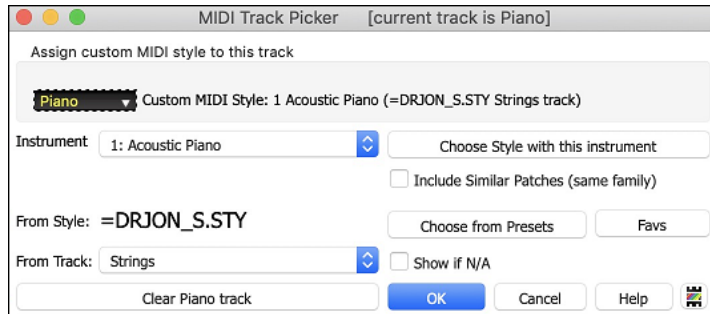 MIDI Track Picker [current track is Piano]
Assign custom MIDI style to this track
Piano Custom MIDI Style: 1 Acoustic Piano (=DRJON_S.STY Strings track)
Instrument 1: Acoustic Piano Choose Style with this instrument
Include Similar Patches (same family)
From Style: =DRJON_S.STY Choose from Presets Favs
From Track: Strings Show if N/A
Clear Piano track OK Cancel Help